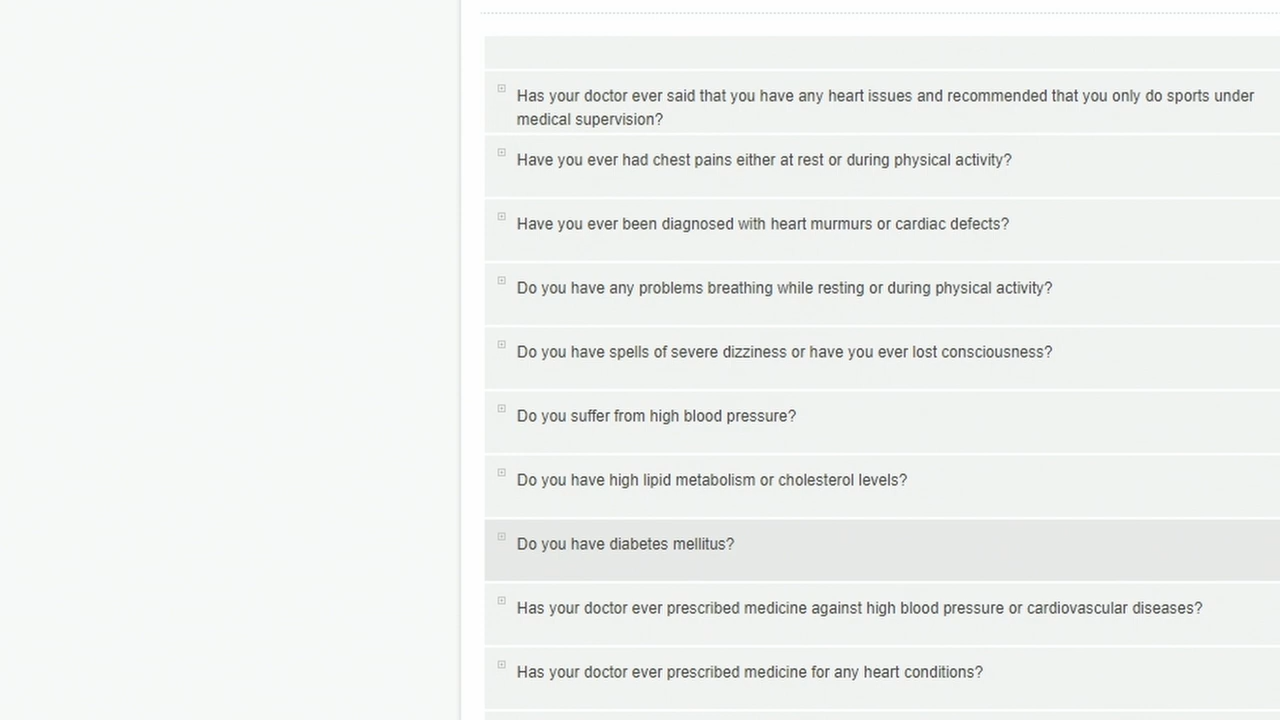 Has your doctor ever said that you have any heart issues and recommended that you only do sports under
medical supervision?
Have you ever had chest pains either at rest or during physical activity?
Have you ever been diagnosed with heart murmurs or cardiac defects?
Do you have any problems breathing while resting or during physical activity?
Do you have spells of severe dizziness or have you ever lost consciousness?
Do you suffer from high blood pressure?
Do you have high lipid metabolism or cholesterol levels?
Do you have diabetes mellitus?
Has your doctor ever prescribed medicine against high blood pressure or cardiovascular diseases?
Has your doctor ever prescribed medicine for any heart conditions?